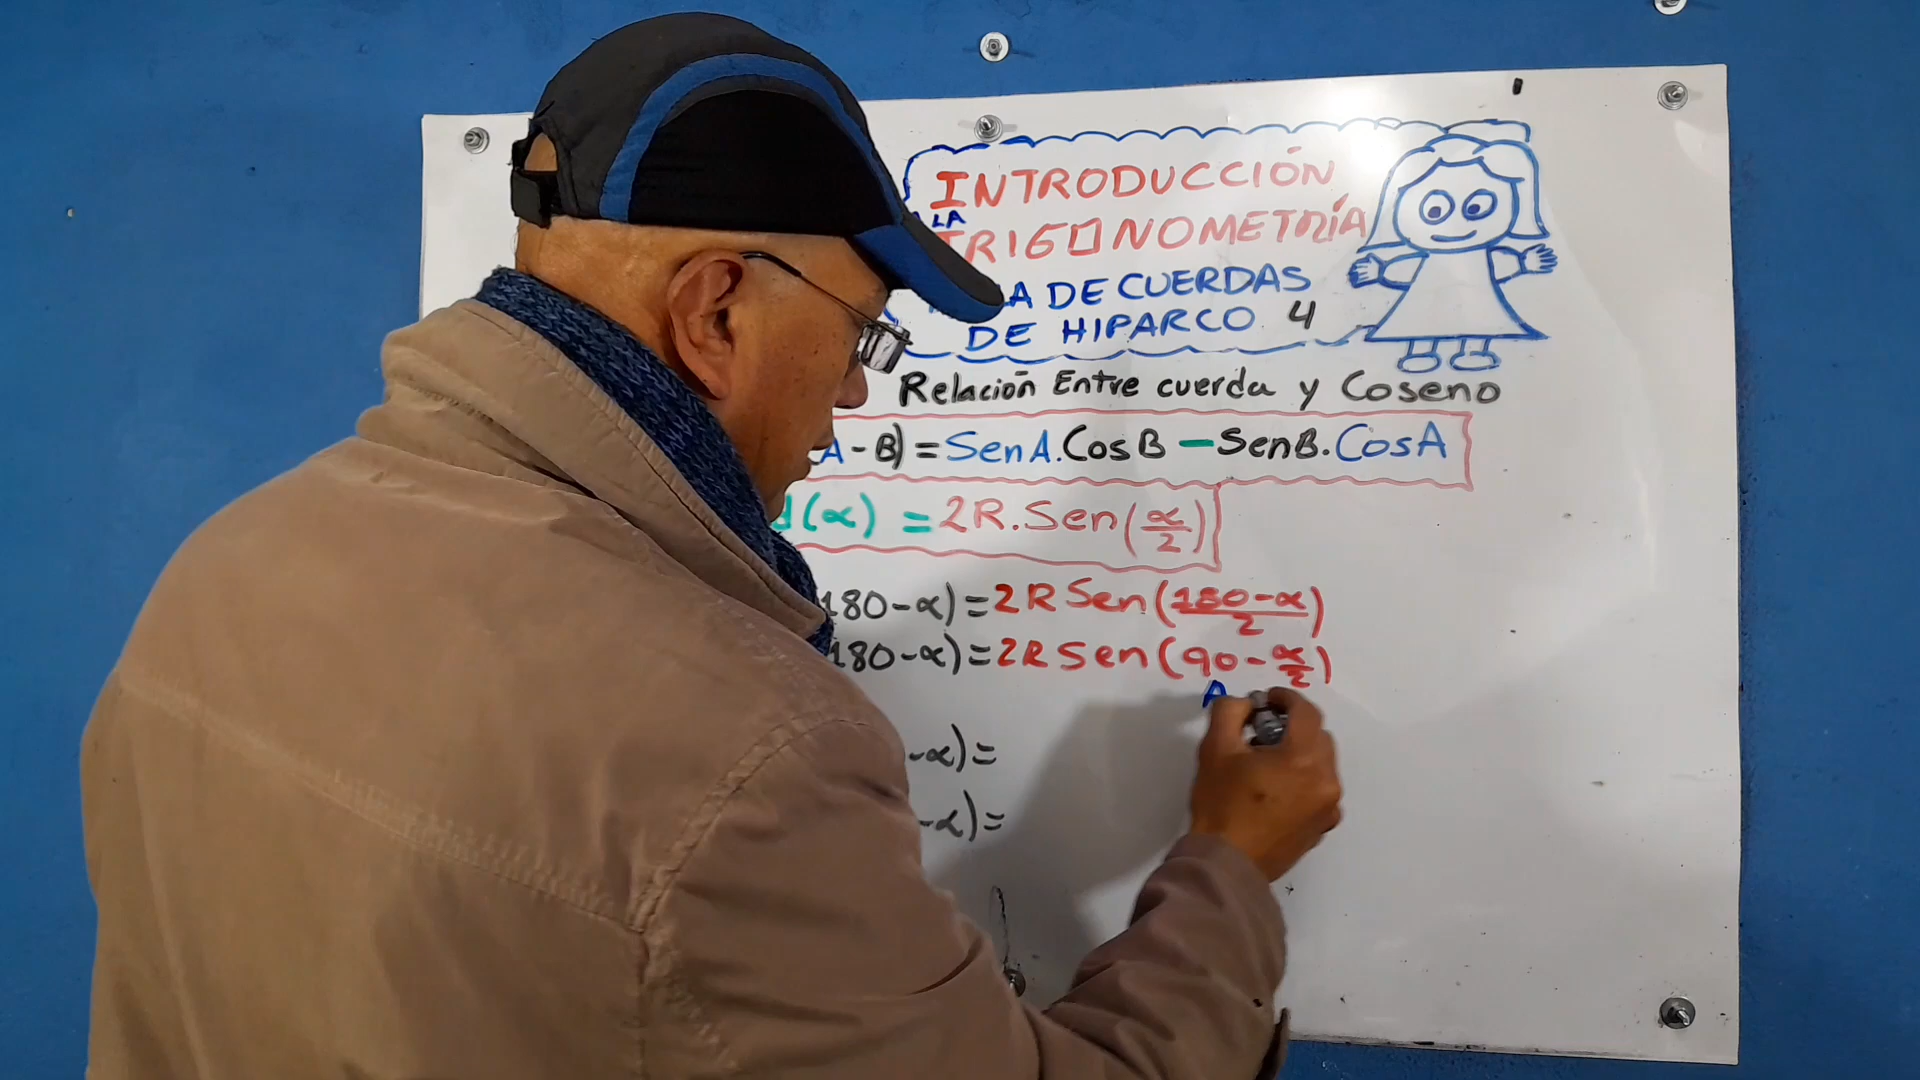 INTRODUCCIÓN
A LA
TRIGONOMETRÍA
DE CUERDAS
DE HIPARCO 4
Relación Entre cuerda y Coseno
(A-B)=SenA.CosB-SenB.CosA
d(α) =2R.Sen(α/2)
180-α)=2R Sen(180-α/2)
180-α)=2R Sen(90-α/2)
A
-α)=
-α)=